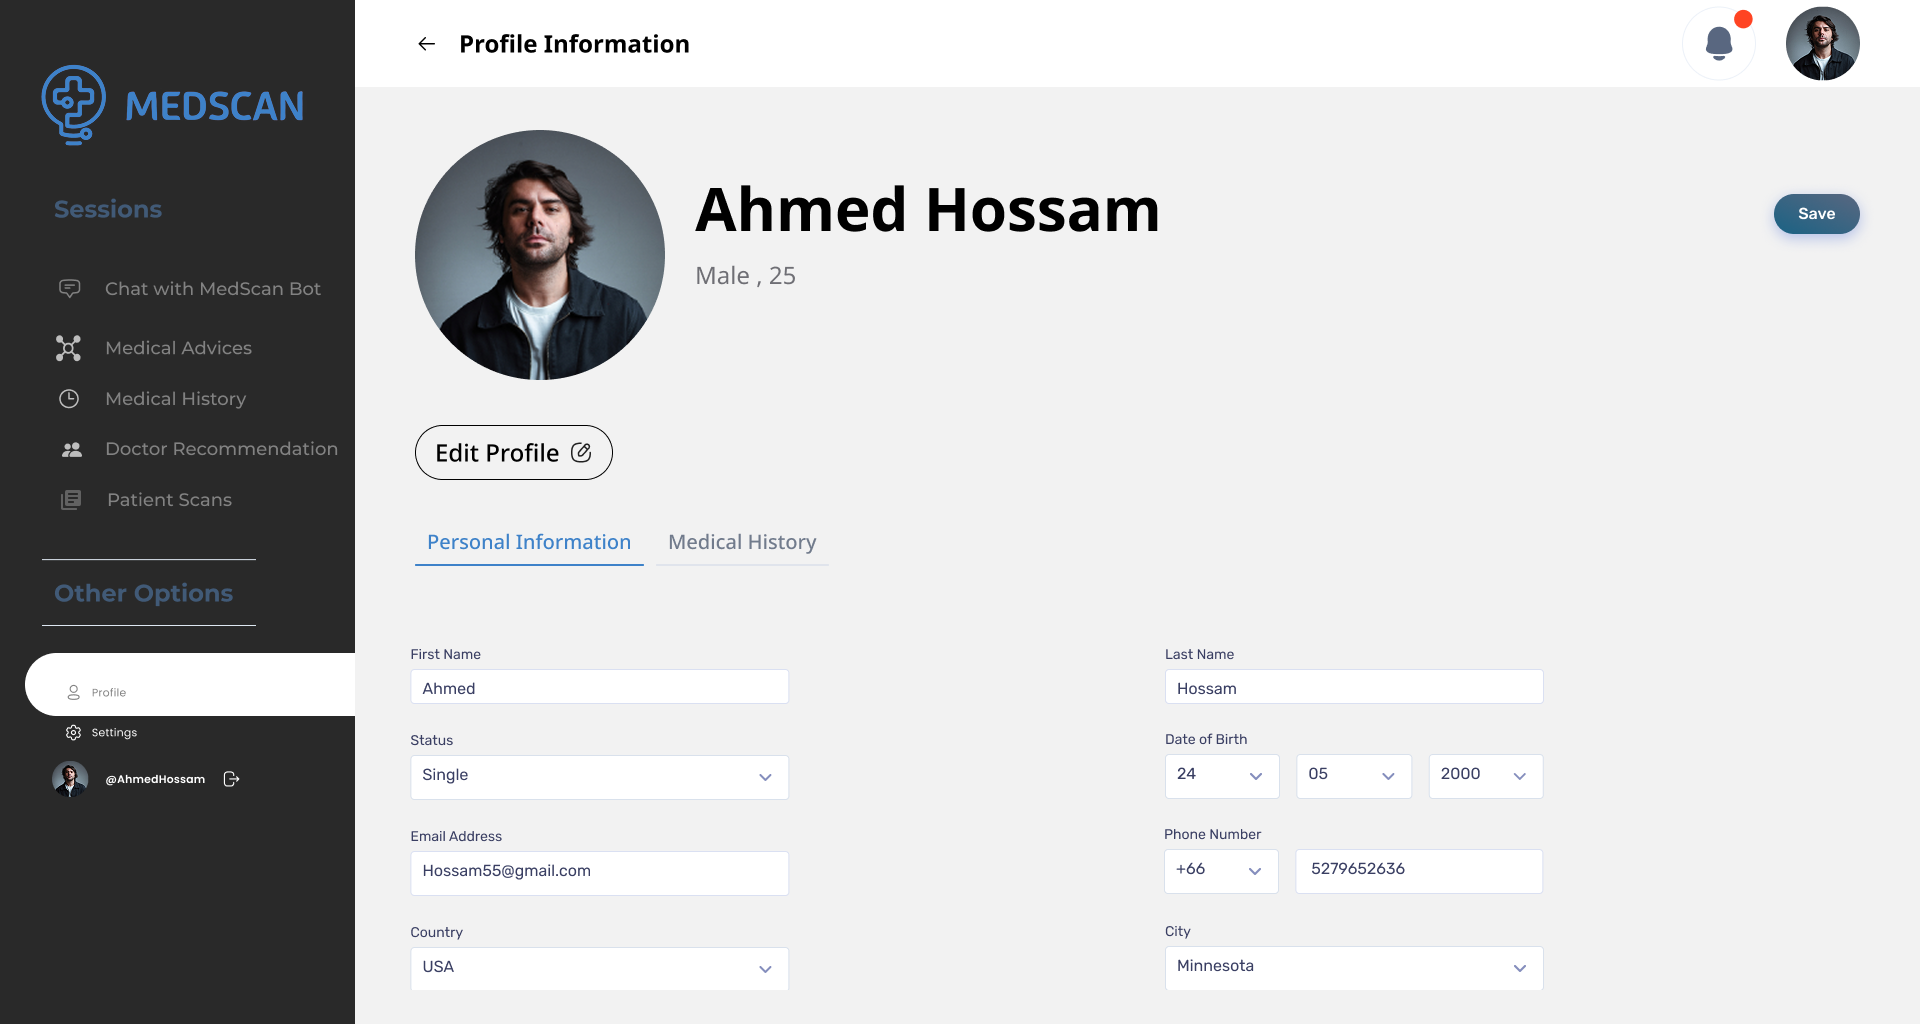 MEDSCAN
Sessions
Chat with MedScan Bot
Medical Advices
Medical History
Doctor Recommendation
Patient Scans
Other Options
Profile
Settings
@AhmedHossam
Profile Information
Ahmed Hossam
Male , 25
Save
Edit Profile
Personal Information Medical History
First Name Last Name
Ahmed Hossam
Status Date of Birth
Single 24 05 2000
Email Address Phone Number
Hossam55@gmail.com +66 5279652636
Country City
USA Minnesota